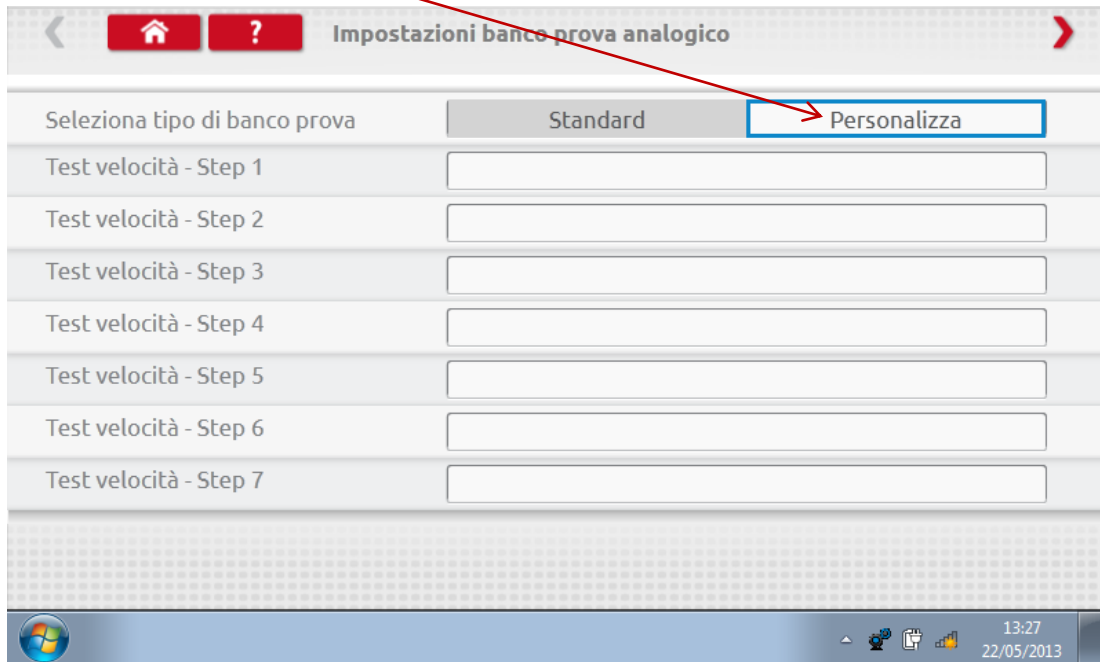 ? Impostazioni banco prova analogico
Seleziona tipo di banco prova Standard Personalizza
Test velocità - Step 1
Test velocità - Step 2
Test velocità - Step 3
Test velocità - Step 4
Test velocità - Step 5
Test velocità - Step 6
Test velocità - Step 7
13:27
22/05/2013